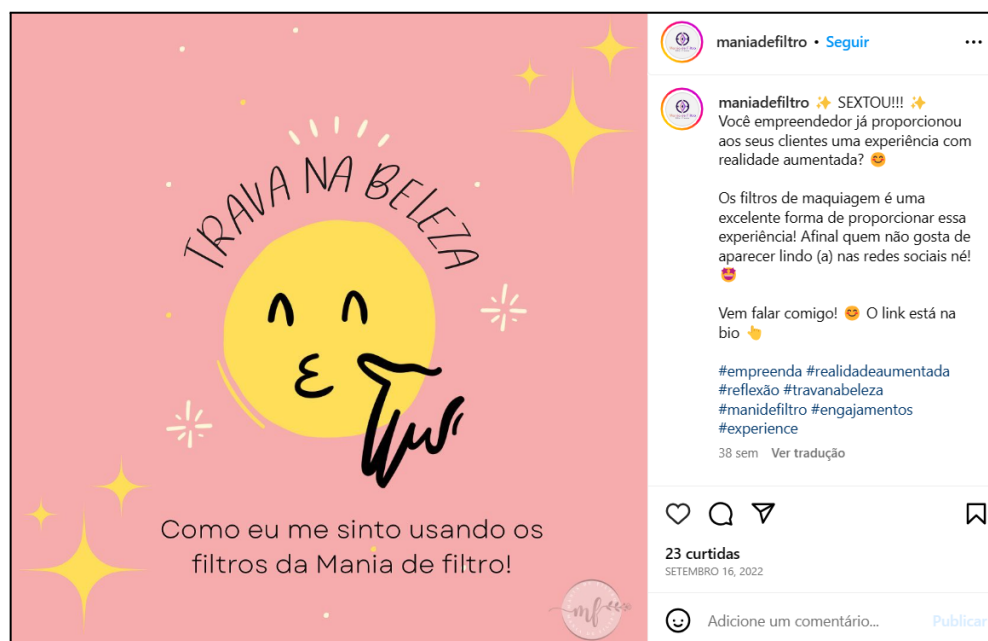 TRAVA NA BELEZA
Como eu me sinto usando os
filtros da Mania de filtro!
mf
maniadefiltro • Seguir
maniadefiltro ✨ SEXTOU!!! ✨
Você empreendedor já proporcionou
aos seus clientes uma experiência com
realidade aumentada? 😊
Os filtros de maquiagem é uma
excelente forma de proporcionar essa
experiência! Afinal quem não gosta de
aparecer lindo (a) nas redes sociais né!
🤩
Vem falar comigo! 😊 O link está na
bio 👆
#empreenda #realidadeaumentada
#reflexão #travanabeleza
#manidefiltro #engajamentos
#experience
38 sem Ver tradução
23 curtidas
SETEMBRO 16, 2022
Adicione um comentário... Publicar